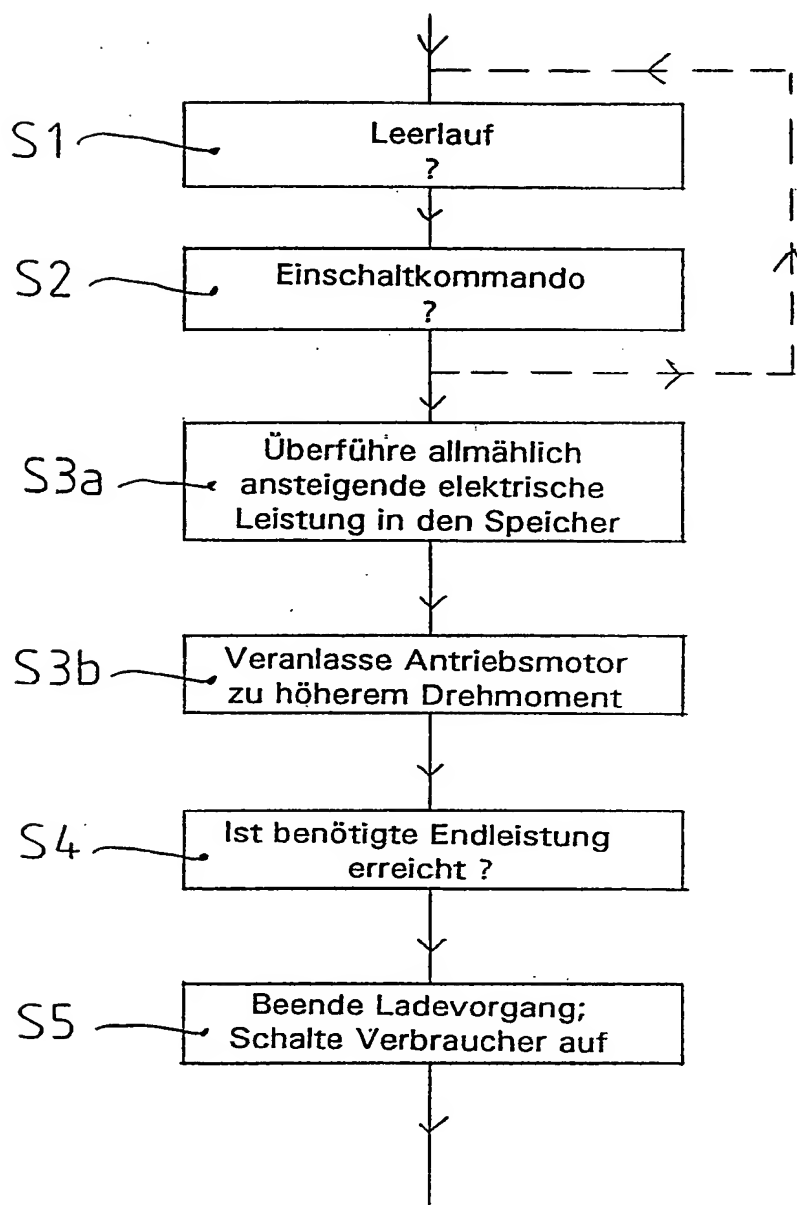 S1
Leerlauf
?
S2
Einschaltkommando
?
S3a
Überführe allmählich
ansteigende elektrische
Leistung in den Speicher
S3b
Veranlasse Antriebsmotor
zu höherem Drehmoment
S4
Ist benötigte Endleistung
erreicht ?
S5
Beende Ladevorgang;
Schalte Verbraucher auf